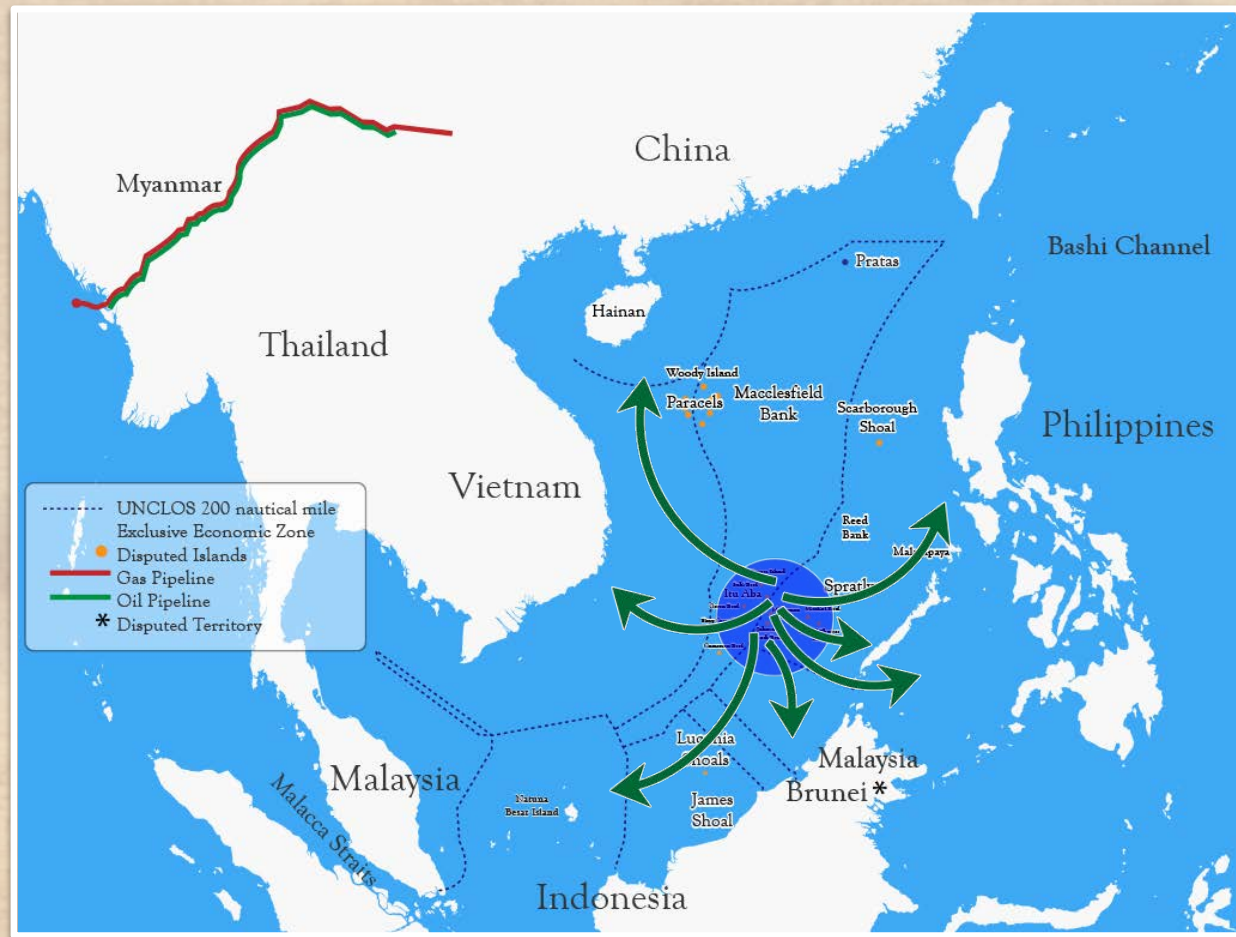 China
Myanmar
Bashi Channel
Pratas
Hainan
Thailand
Woody Island
Paracels
Macclesfield
Bank
Scarborough
Shoal
Philippines
Vietnam
UNCLOS 200 nautical mile
Exclusive Economic Zone
Disputed Islands
Gas Pipeline
Oil Pipeline
* Disputed Territory
Reed
Bank
Itu Aba
Luconia
Shoals
Malaysia
Brunei *
Malaysia
Malacca Straits
Natuna
Besar Island
James
Shoal
Indonesia